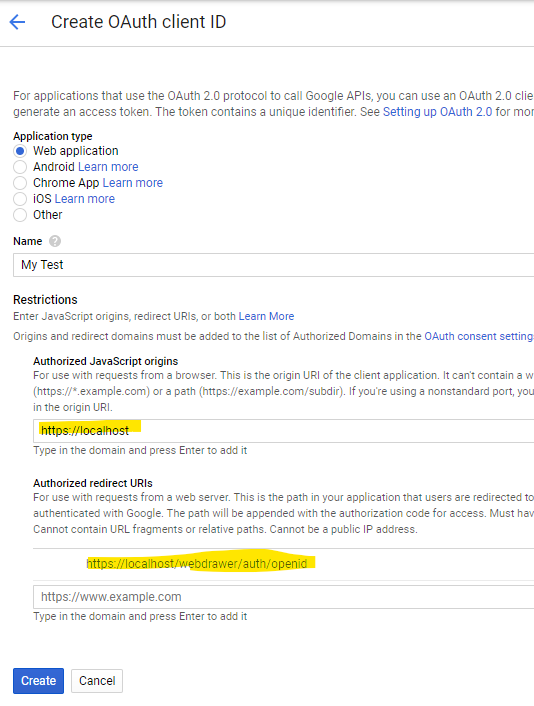 Create OAuth client ID
For applications that use the OAuth 2.0 protocol to call Google APIs, you can use an OAuth 2.0 clie
generate an access token. The token contains a unique identifier. See Setting up OAuth 2.0 for mor
Application type
Web application
Android Learn more
Chrome App Learn more
iOS Learn more
Other
Name ?
My Test
Restrictions
Enter JavaScript origins, redirect URIs, or both Learn More
Origins and redirect domains must be added to the list of Authorized Domains in the OAuth consent settings
Authorized JavaScript origins
For use with requests from a browser. This is the origin URI of the client application. It can't contain a w
(https://*.example.com) or a path (https://example.com/subdir). If you're using a nonstandard port, you
in the origin URI.
https://localhost
Type in the domain and press Enter to add it
Authorized redirect URIs
For use with requests from a web server. This is the path in your application that users are redirected to
authenticated with Google. The path will be appended with the authorization code for access. Must hav
Cannot contain URL fragments or relative paths. Cannot be a public IP address.
https://localhost/webdrawer/auth/openid
https://www.example.com
Type in the domain and press Enter to add it
Create Cancel